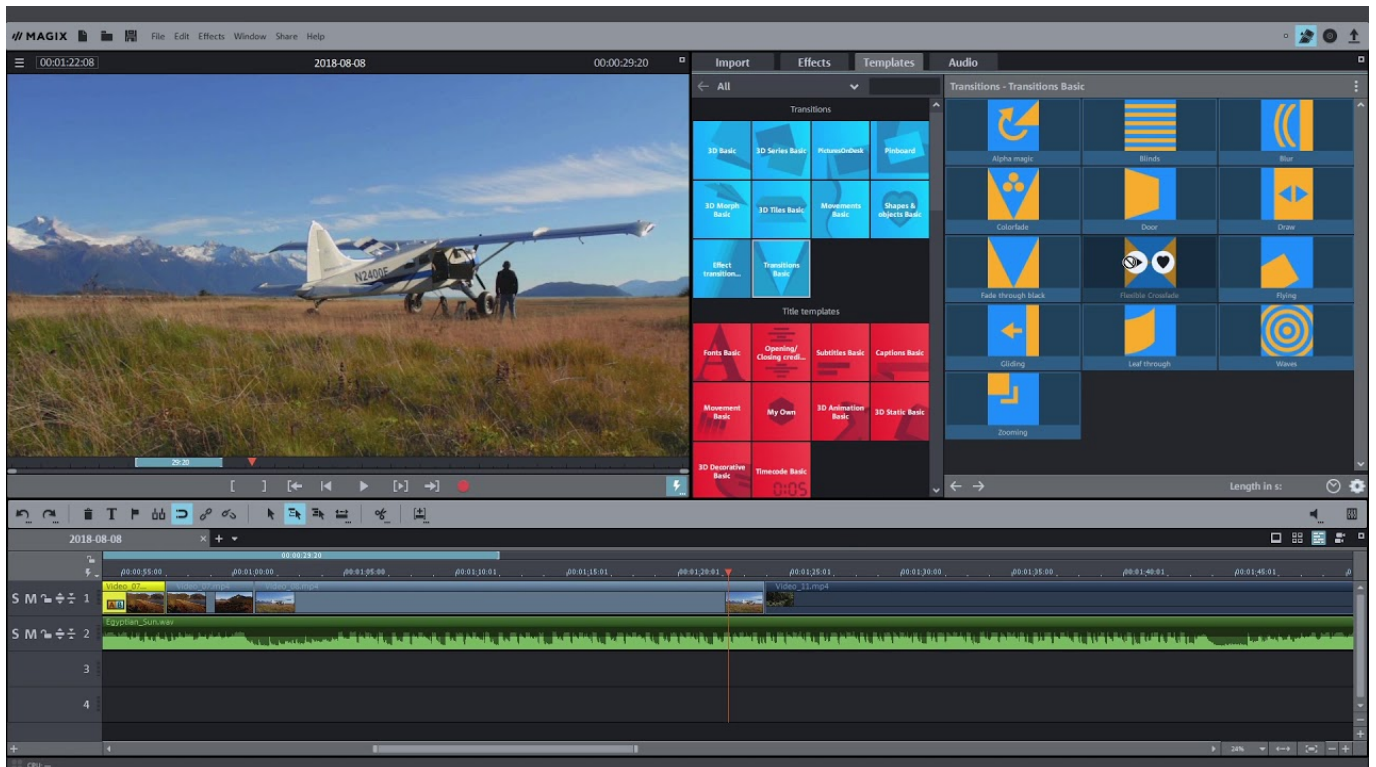 MAGIX File Edit Effects Window Share Help
00:01:22:08 2018-08-08 00:00:29:20
Import Effects Templates Audio
All
Transitions - Transitions Basic
Transitions
3D Basic 3D Series Basic PicturesOnDesk Pinboard
3D Morph Basic 3D Tiles Basic Movements Basic Shapes & objects Basic
Effect transition... Transitions Basic
Title templates
Fonts Basic Opening/ Closing credi... Subtitles Basic Captions Basic
Movement Basic My Own 3D Animation Basic 3D Static Basic
3D Decorative Basic Timecode Basic
0:05
Alpha magic Blinds Blur
Colorfade Door Draw
Fade through black Flexible Crossfade Flying
Gliding Leaf through Waves
Zooming
N2400E
29:20
Length in s:
2018-08-08
00:00:29:20
00:00:55:00 00:01:00:00 00:01:05:00 00:01:10:01 00:01:15:01 00:01:20:01 00:01:25:01 00:01:30:00 00:01:35:00 00:01:40:01 00:01:45:01
S M 1
Video_07... Video_07.mp4 Video_08.mp4 Video_11.mp4
A B
S M 2
Egyptian_Sun.wav
3
4
24%
CPU: —